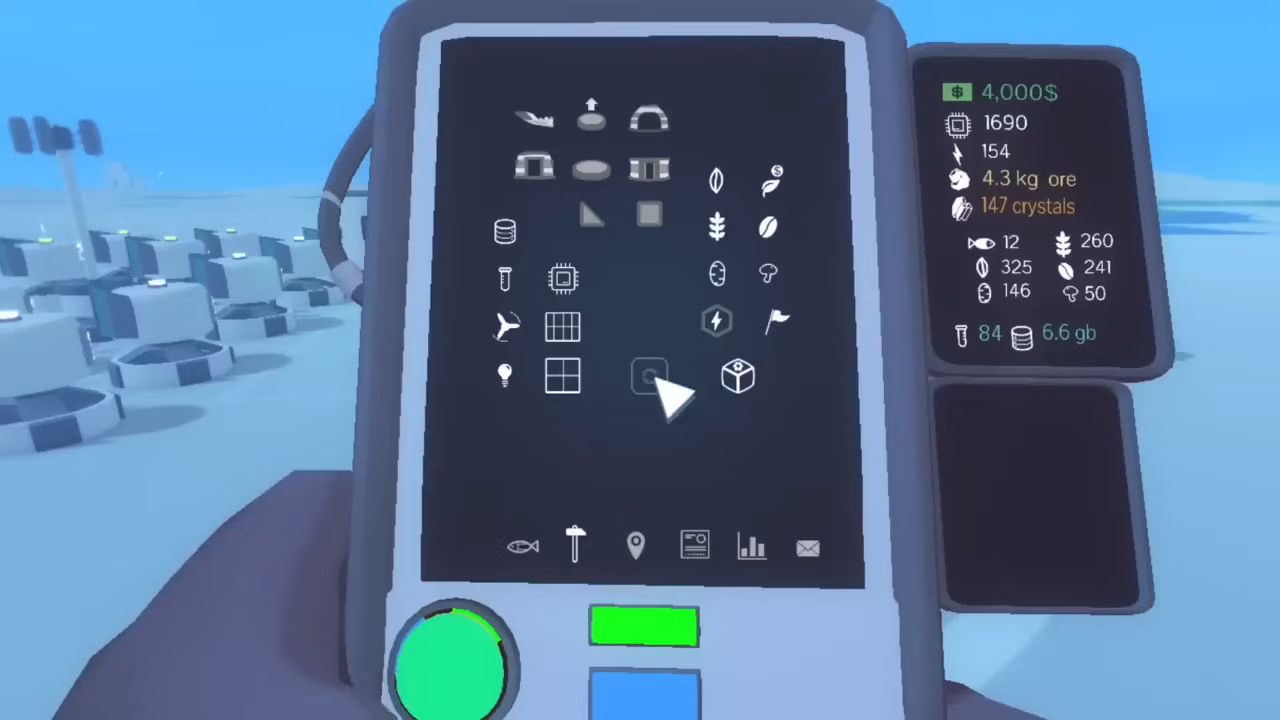 4,000$
1690
154
4.3 kg ore
147 crystals
12 260
325 241
146 50
84 6.6 gb